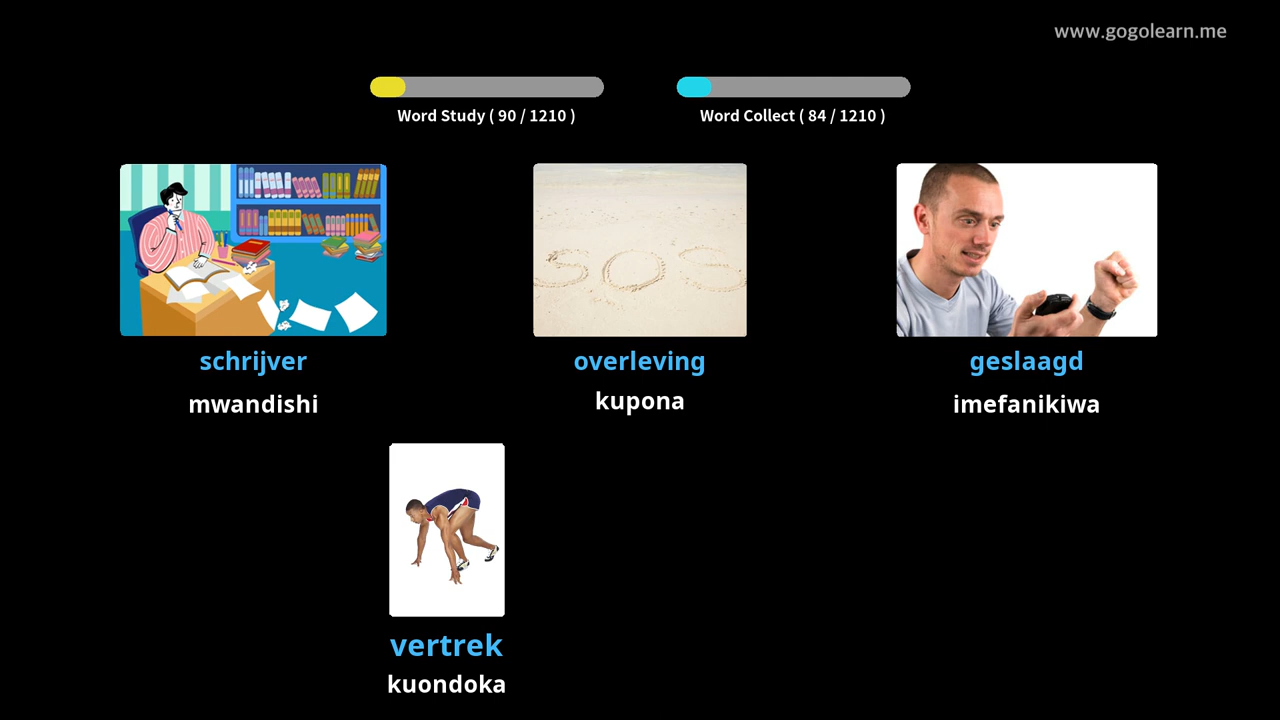 www.gogolearn.me
Word Study ( 90 / 1210 )
Word Collect ( 84 / 1210 )
SOS
schrijver
overleving
geslaagd
mwandishi
kupona
imefanikiwa
vertrek
kuondoka